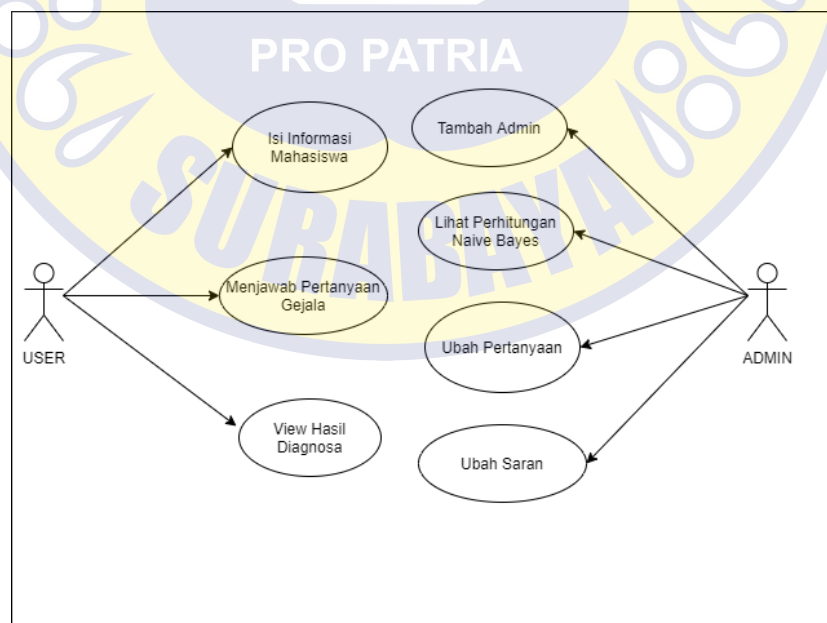 PRO PATRIA
SURABAYA
Isi Informasi
Mahasiswa
Tambah Admin
Lihat Perhitungan
Naive Bayes
Menjawab Pertanyaan
Gejala
Ubah Pertanyaan
USER
ADMIN
View Hasil
Diagnosa
Ubah Saran